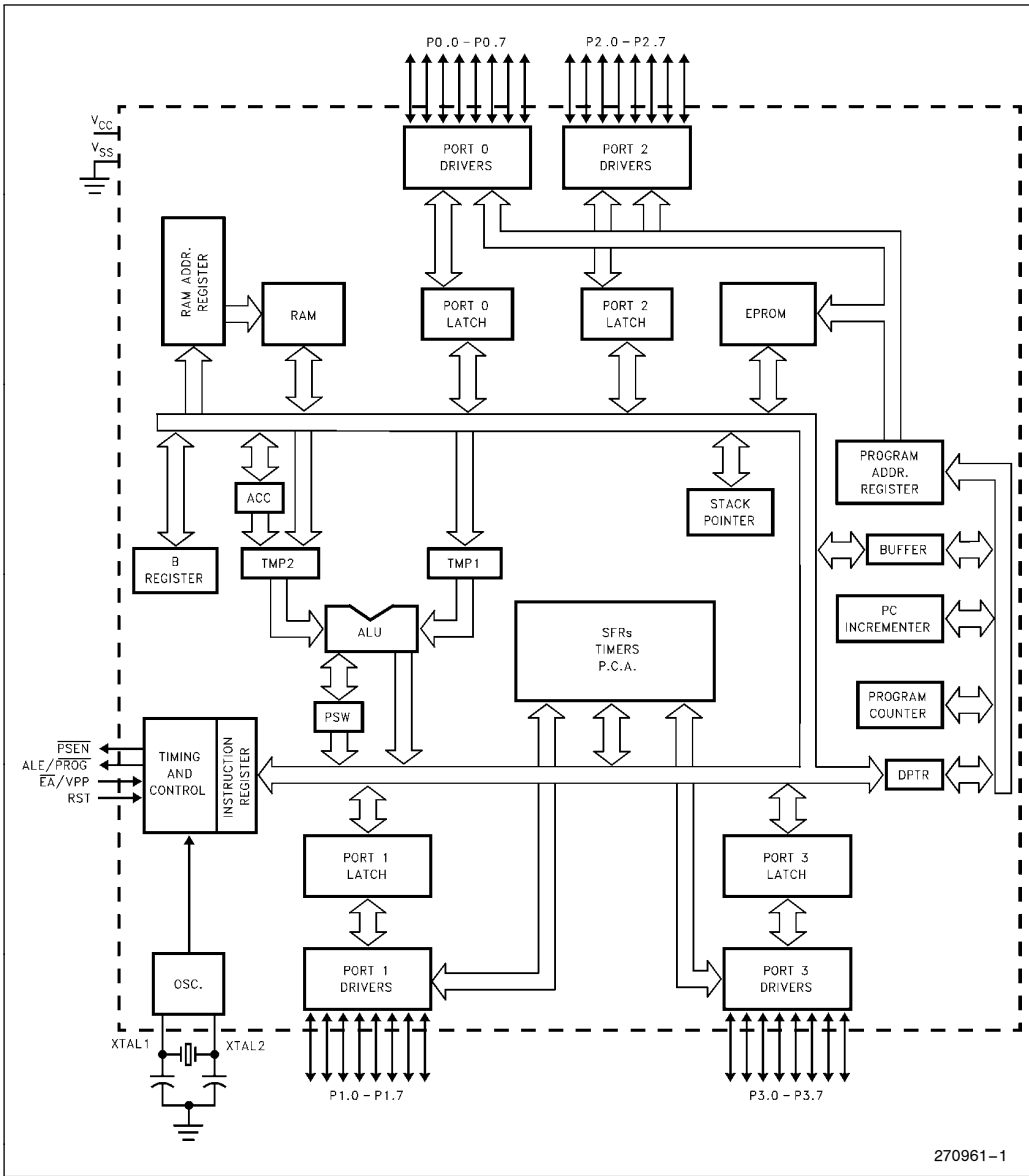 P0.0 – P0.7
P2.0 – P2.7
VCC
VSS
PORT 0
DRIVERS
PORT 2
DRIVERS
RAM ADDR.
REGISTER
RAM
PORT 0
LATCH
PORT 2
LATCH
EPROM
PROGRAM
ADDR.
REGISTER
ACC
STACK
POINTER
B
REGISTER
TMP2
TMP1
BUFFER
ALU
SFRs
TIMERS
P.C.A.
PC
INCREMENTER
PSW
PROGRAM
COUNTER
PSEN
ALE/PROG
EA/VPP
RST
TIMING
AND
CONTROL
INSTRUCTION
REGISTER
DPTR
PORT 1
LATCH
PORT 3
LATCH
OSC.
PORT 1
DRIVERS
PORT 3
DRIVERS
XTAL1
XTAL2
P1.0 – P1.7
P3.0 – P3.7
270961–1